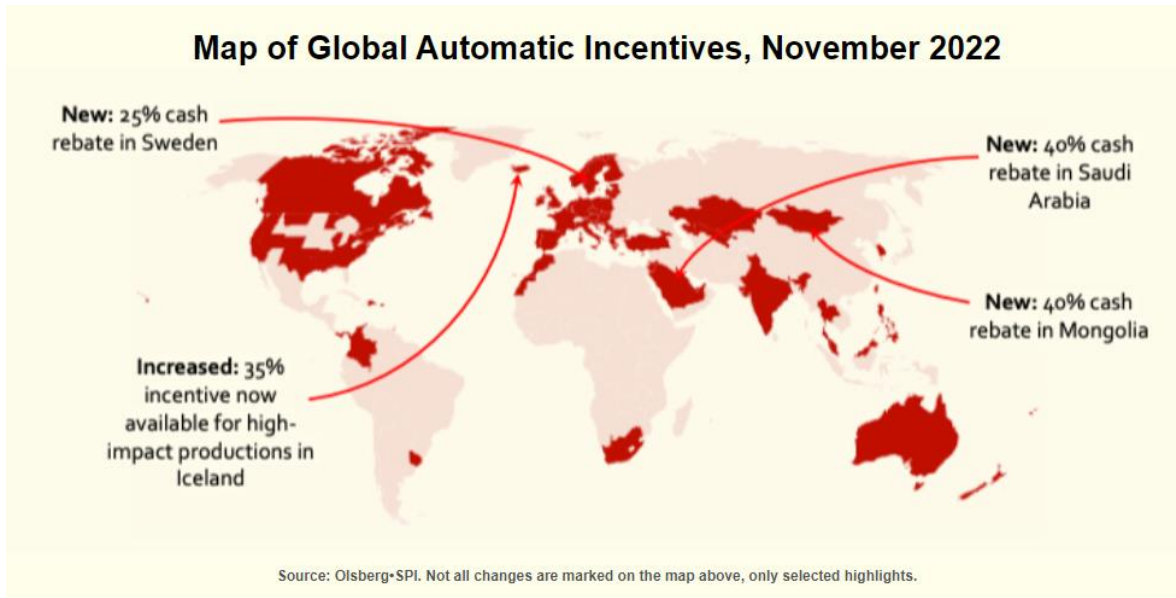 Map of Global Automatic Incentives, November 2022
New: 25% cash
rebate in Sweden
New: 40% cash
rebate in Saudi
Arabia
New: 40% cash
rebate in Mongolia
Increased: 35%
incentive now
available for high-
impact productions in
Iceland
Source: Olsberg•SPI. Not all changes are marked on the map above, only selected highlights.